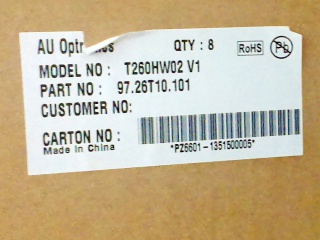 AU Optronics QTY : 8 RoHS Pb
MODEL NO : T260HW02 V1
PART NO : 97.26T10.101
CUSTOMER NO:
CARTON NO :
Made in China
*PZ6601-1351500005*